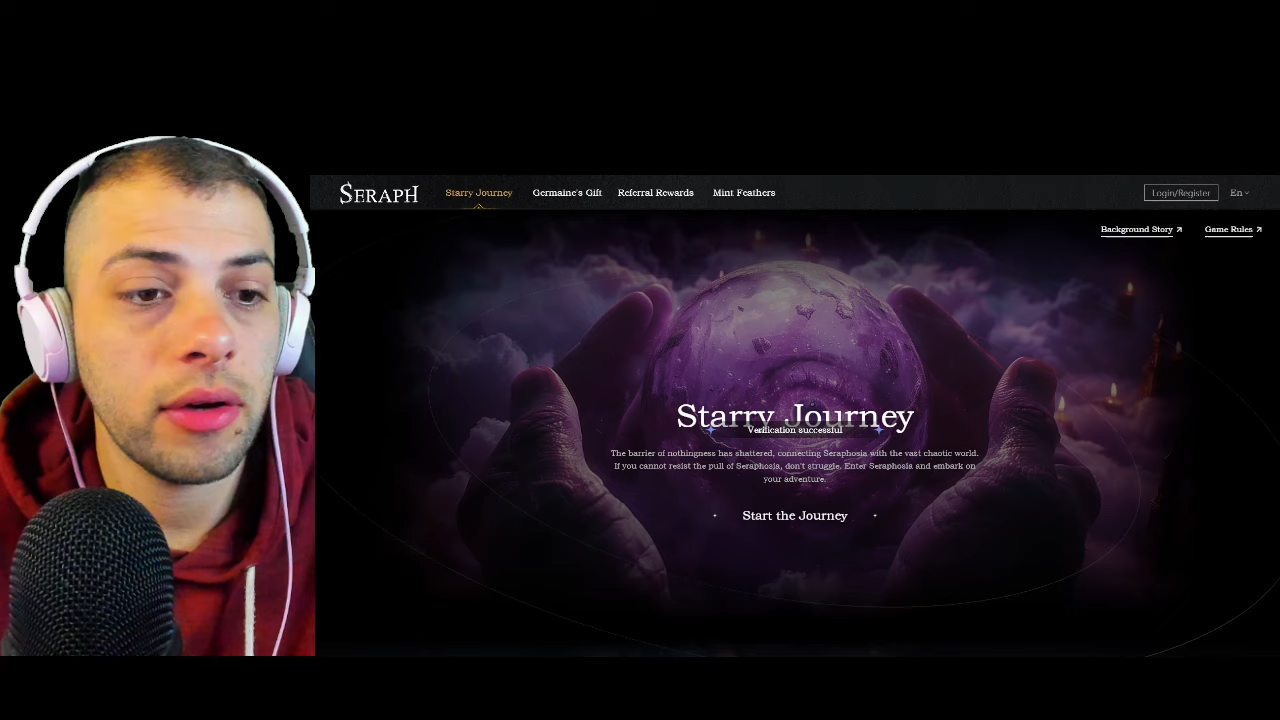 SERAPH
Starry Journey
Germaine's Gift
Referral Rewards
Mint Feathers
Login/Register
En
Background Story
Game Rules
Starry Journey
Verification successful
The barrier of nothingness has shattered, connecting Seraphosia with the vast chaotic world.
If you cannot resist the pull of Seraphosia, don't struggle. Enter Seraphosia and embark on
your adventure.
Start the Journey